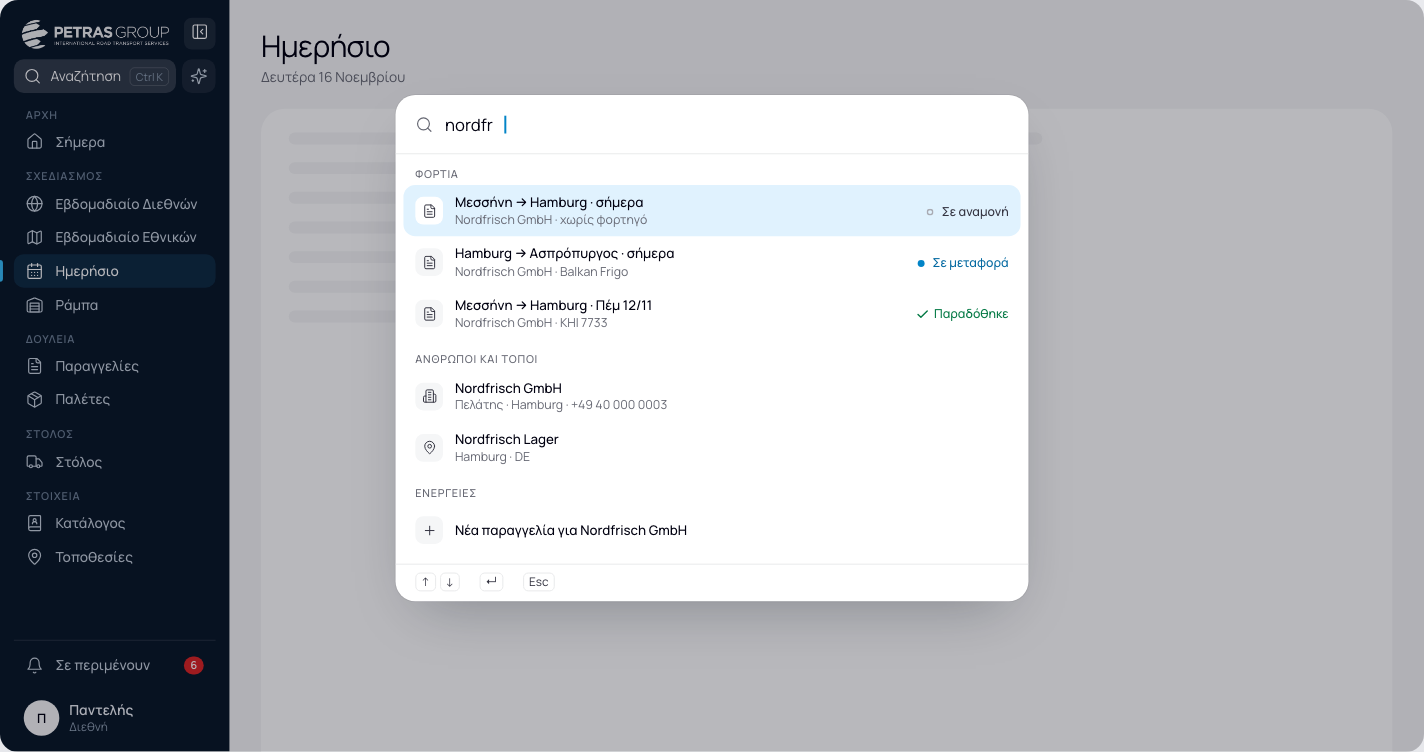 PETRAS GROUP
INTERNATIONAL ROAD TRANSPORT SERVICES
Αναζήτηση Ctrl K
ΑΡΧΗ
Σήμερα
ΣΧΕΔΙΑΣΜΟΣ
Εβδομαδιαίο Διεθνών
Εβδομαδιαίο Εθνικών
Ημερήσιο
Ράμπα
ΔΟΥΛΕΙΑ
Παραγγελίες
Παλέτες
ΣΤΟΛΟΣ
Στόλος
ΣΤΟΙΧΕΙΑ
Κατάλογος
Τοποθεσίες
Σε περιμένουν 6
Π
Παντελής
Διεθνή
Ημερήσιο
Δευτέρα 16 Νοεμβρίου
nordfr
ΦΟΡΤΙΑ
Μεσσήνη → Hamburg · σήμερα
Nordfrisch GmbH · χωρίς φορτηγό
Σε αναμονή
Hamburg → Ασπρόπυργος · σήμερα
Nordfrisch GmbH · Balkan Frigo
Σε μεταφορά
Μεσσήνη → Hamburg · Πέμ 12/11
Nordfrisch GmbH · KHI 7733
Παραδόθηκε
ΑΝΘΡΩΠΟΙ ΚΑΙ ΤΟΠΟΙ
Nordfrisch GmbH
Πελάτης · Hamburg · +49 40 000 0003
Nordfrisch Lager
Hamburg · DE
ΕΝΕΡΓΕΙΕΣ
Νέα παραγγελία για Nordfrisch GmbH
↑ ↓ ↵ Esc